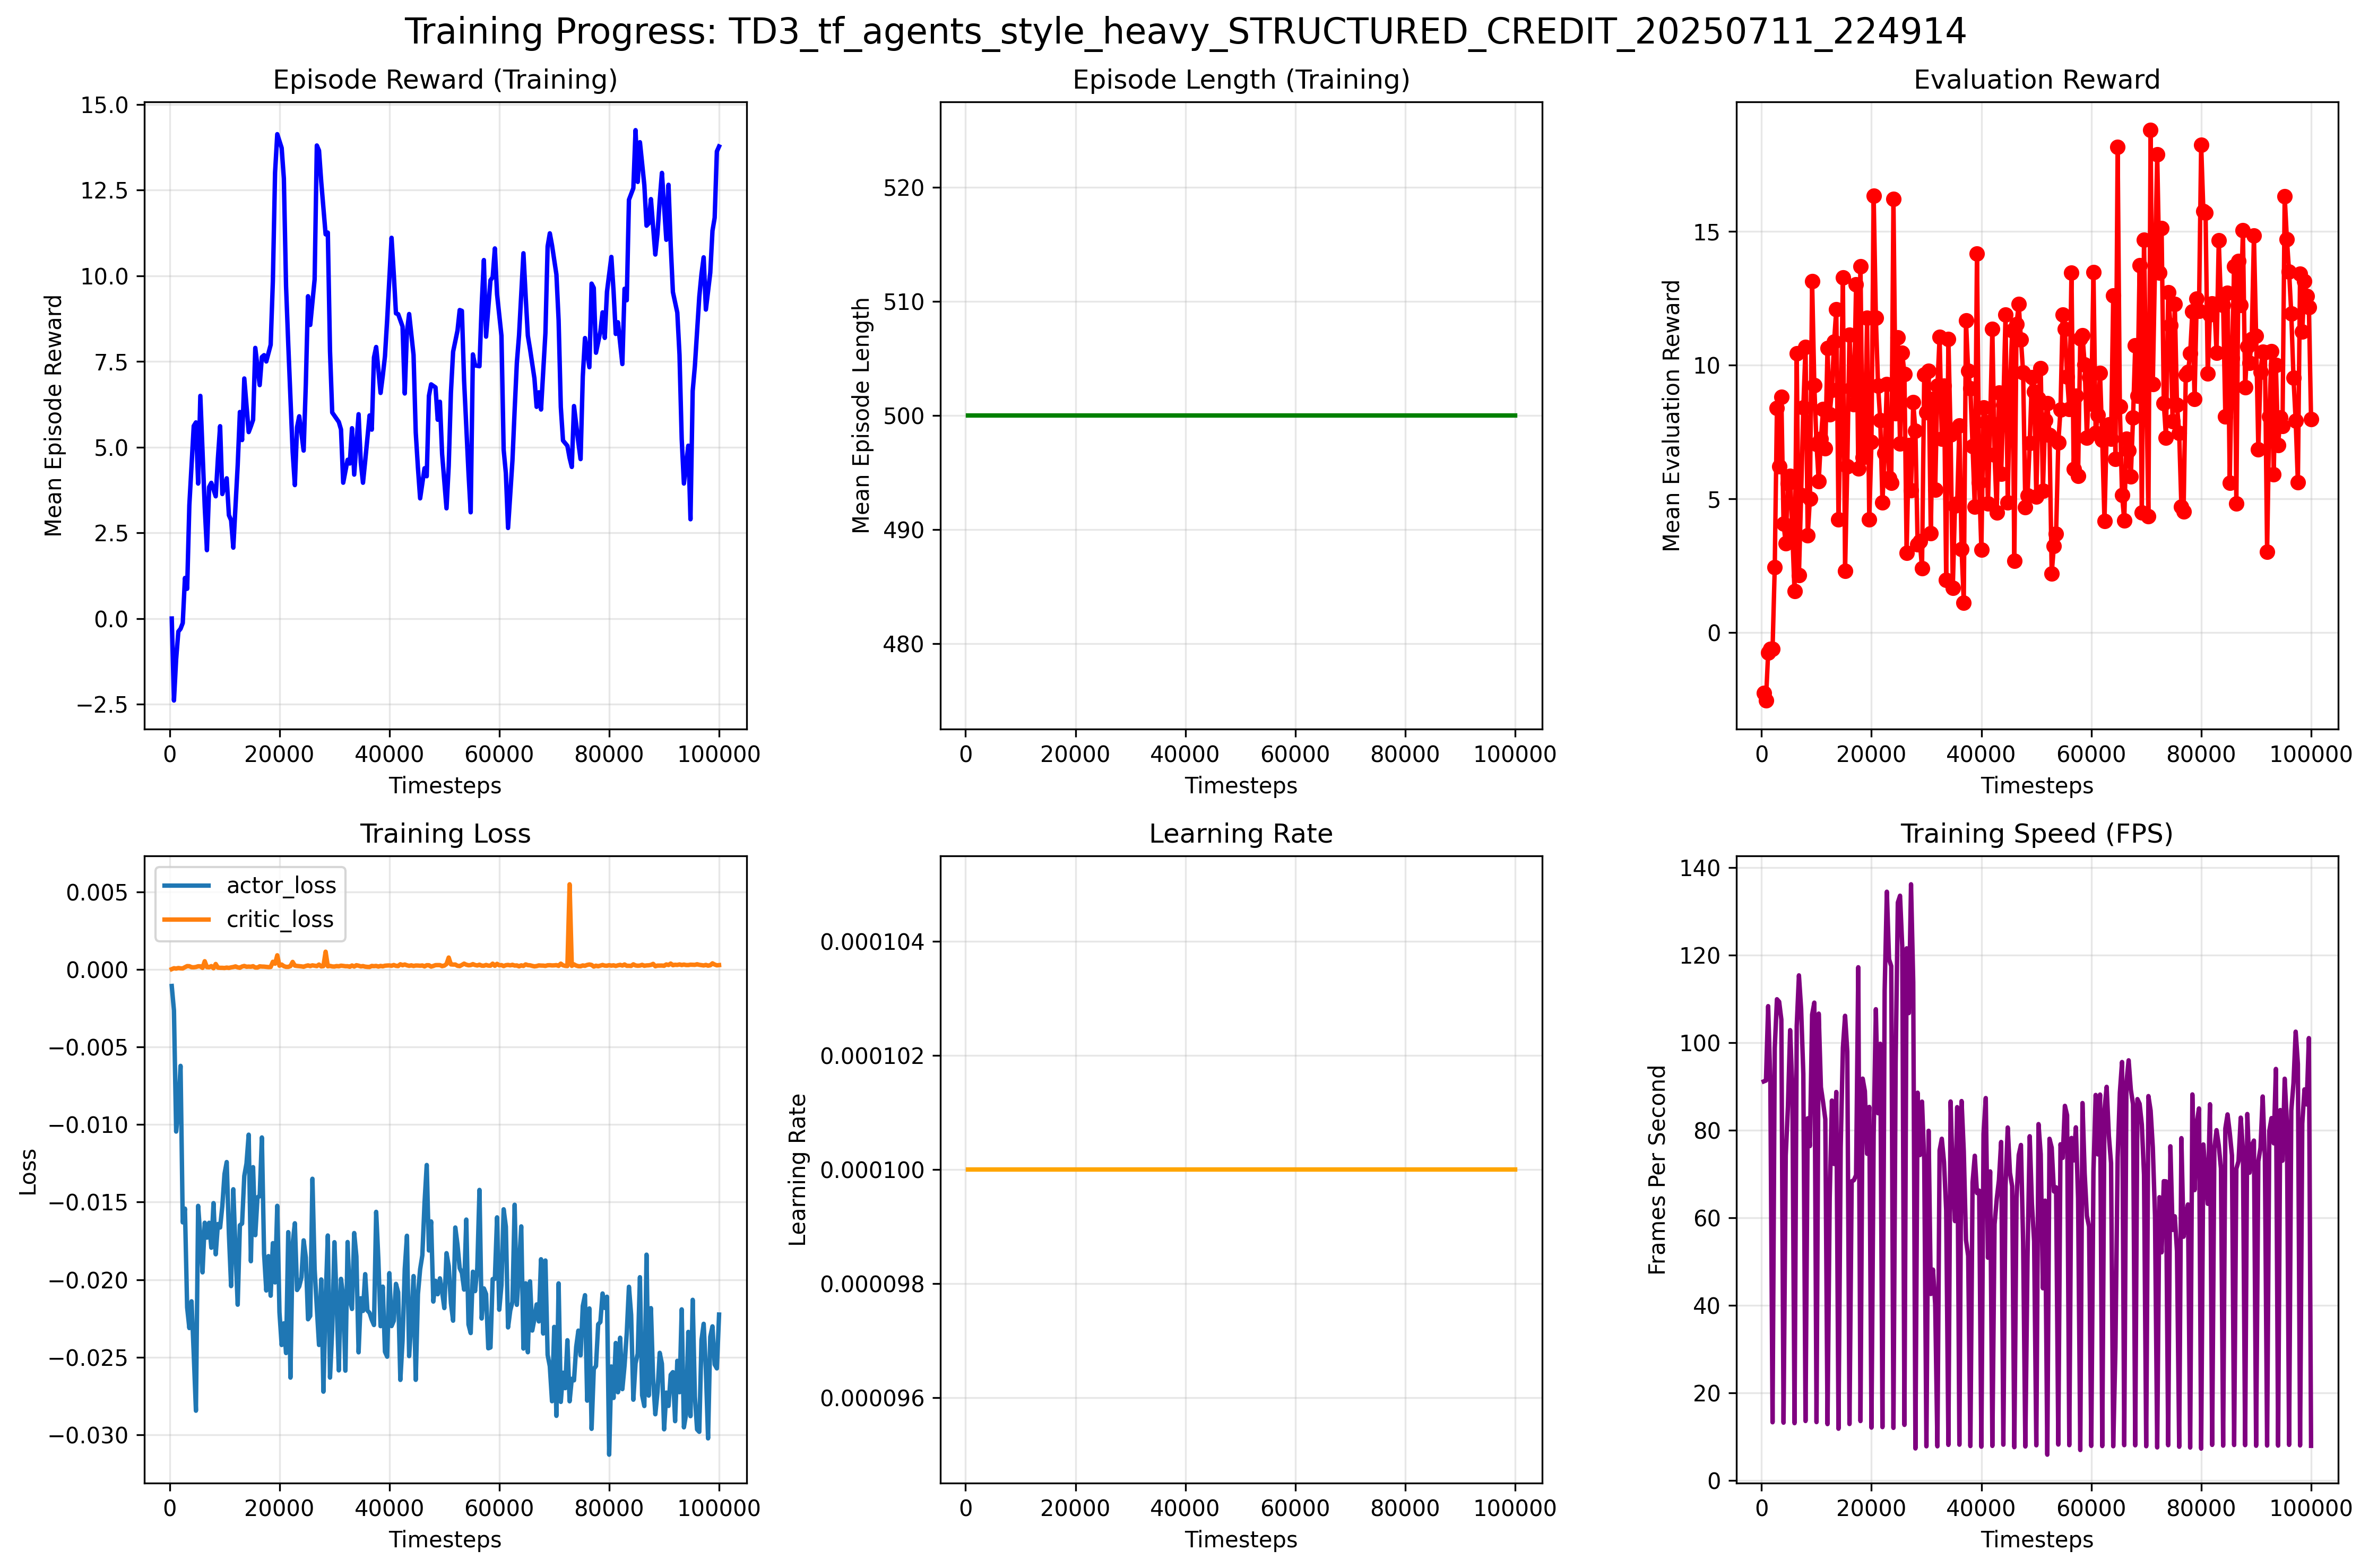 Training Progress: TD3_tf_agents_style_heavy_STRUCTURED_CREDIT_20250711_224914
Episode Reward (Training)
15.0
12.5
10.0
7.5
5.0
2.5
0.0
−2.5
Mean Episode Reward
0 20000 40000 60000 80000 100000
Timesteps
Episode Length (Training)
520
510
500
490
480
Mean Episode Length
0 20000 40000 60000 80000 100000
Timesteps
Evaluation Reward
15
10
5
0
Mean Evaluation Reward
0 20000 40000 60000 80000 100000
Timesteps
Training Loss
actor_loss
critic_loss
0.005
0.000
−0.005
−0.010
−0.015
−0.020
−0.025
−0.030
Loss
0 20000 40000 60000 80000 100000
Timesteps
Learning Rate
0.000104
0.000102
0.000100
0.000098
0.000096
Learning Rate
0 20000 40000 60000 80000 100000
Timesteps
Training Speed (FPS)
140
120
100
80
60
40
20
0
Frames Per Second
0 20000 40000 60000 80000 100000
Timesteps